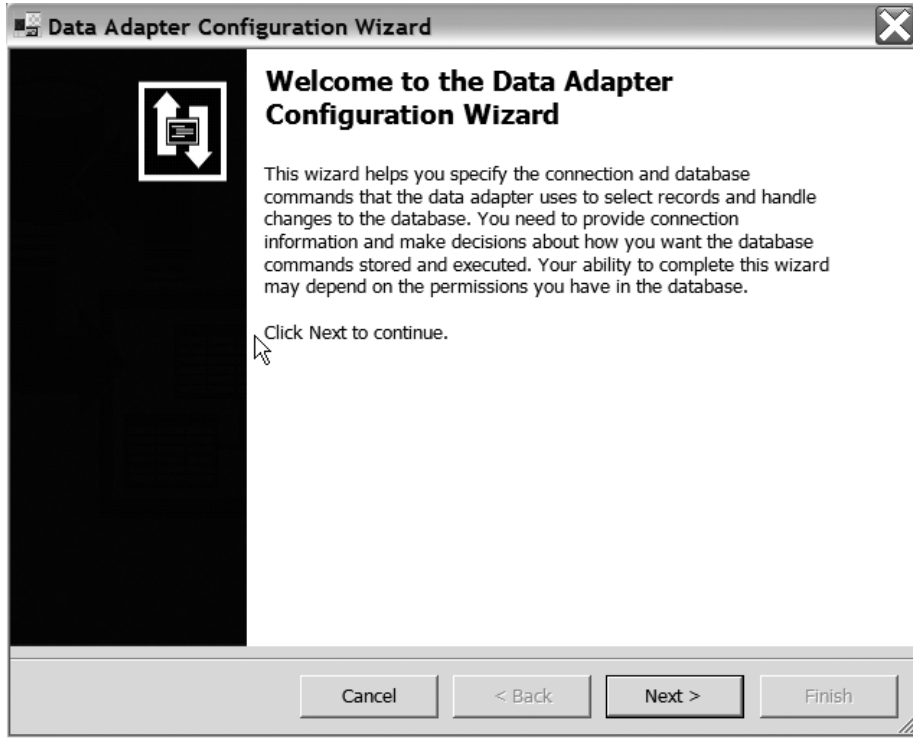 Data Adapter Configuration Wizard
Welcome to the Data Adapter
Configuration Wizard
This wizard helps you specify the connection and database
commands that the data adapter uses to select records and handle
changes to the database. You need to provide connection
information and make decisions about how you want the database
commands stored and executed. Your ability to complete this wizard
may depend on the permissions you have in the database.
Click Next to continue.
Cancel
< Back
Next >
Finish